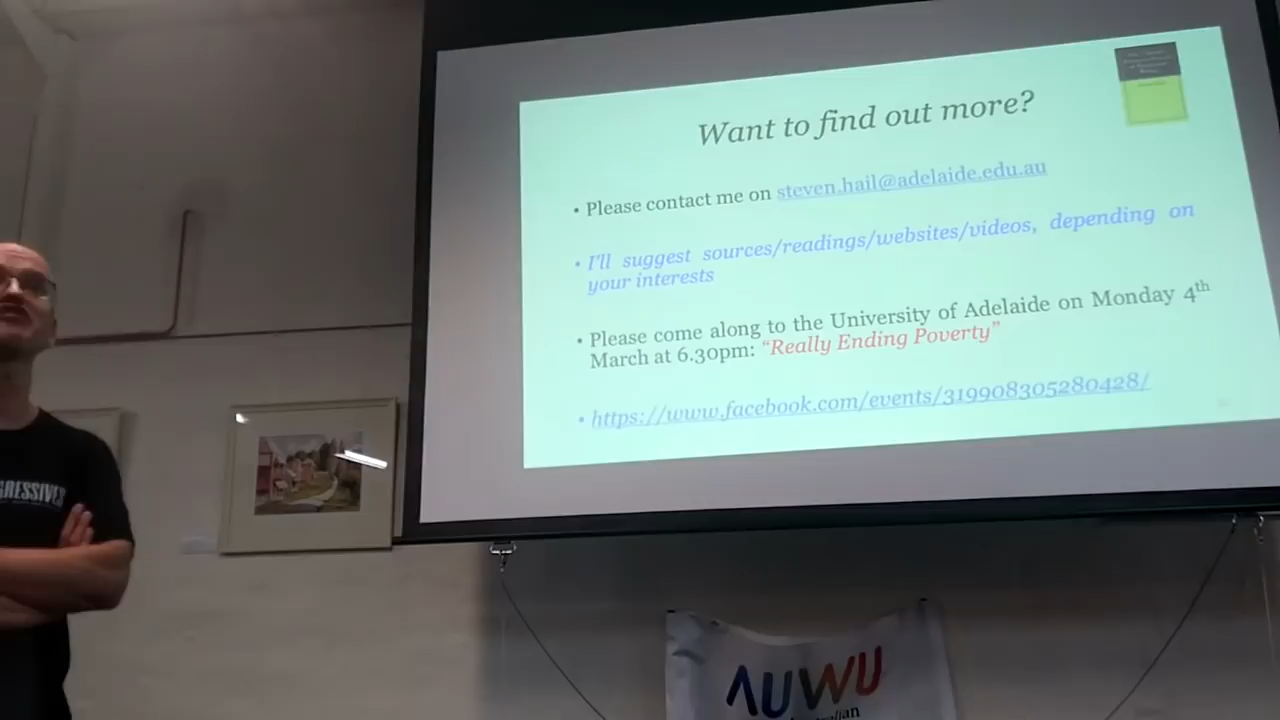 Want to find out more?
• Please contact me on steven.hail@adelaide.edu.au
• I'll suggest sources/readings/websites/videos, depending on
your interests
• Please come along to the University of Adelaide on Monday 4th
March at 6.30pm: “Really Ending Poverty”
• https://www.facebook.com/events/319908305280428/
GRESSIVES
AUWU